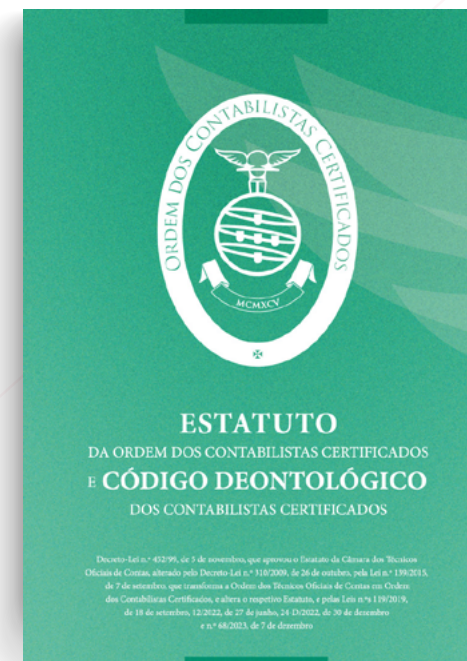 ORDEM DOS CONTABILISTAS CERTIFICADOS
MCMXCV
ESTATUTO
DA ORDEM DOS CONTABILISTAS CERTIFICADOS
E CÓDIGO DEONTOLÓGICO
DOS CONTABILISTAS CERTIFICADOS
Decreto-Lei n.º 452/99, de 5 de novembro, que aprovou o Estatuto da Câmara dos Técnicos
Oficiais de Contas, alterado pelo Decreto-Lei n.º 310/2009, de 26 de outubro, pela Lei n.º 139/2015,
de 7 de setembro, que transforma a Ordem dos Técnicos Oficiais de Contas em Ordem
dos Contabilistas Certificados, e altera o respetivo Estatuto, e pelas Leis n.ºs 119/2019,
de 18 de setembro, 12/2022, de 27 de junho, 24-D/2022, de 30 de dezembro
e n.º 68/2023, de 7 de dezembro